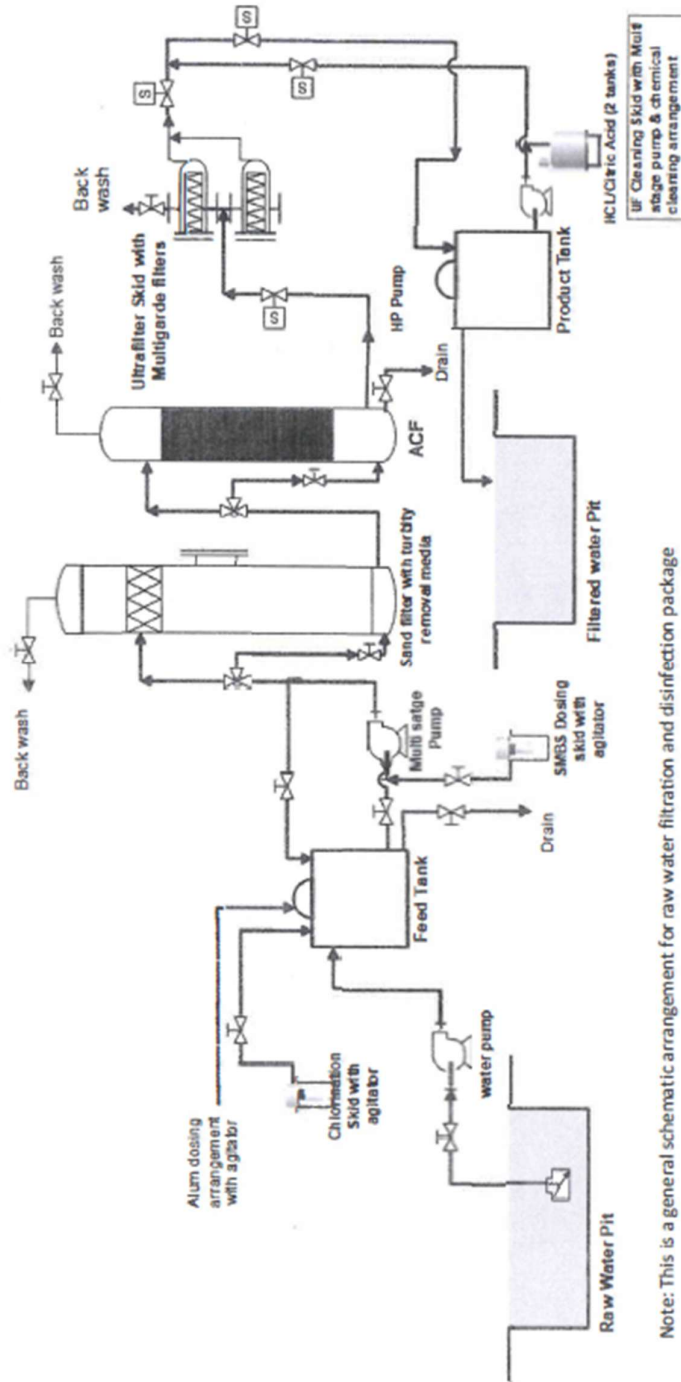 Back wash
Back wash
Back
wash
Ultrafilter Skid with
Multigarde filters
S
S
S
S
Alum dosing
arrangement
with agitator
Chlorination
Skid with
agitator
Feed Tank
Multi satge
Pump
Sand filter with turbity
removal media
ACF
HP Pump
Drain
Drain
water pump
SMBS Dosing
skid with
agitator
Product Tank
HCL/Citric Acid (2 tanks)
UF Cleaning Skid with Multi
stage pump & chemical
cleaning arrangement
Raw Water Pit
Filtered water Pit
Note: This is a general schematic arrangement for raw water filtration and disinfection package